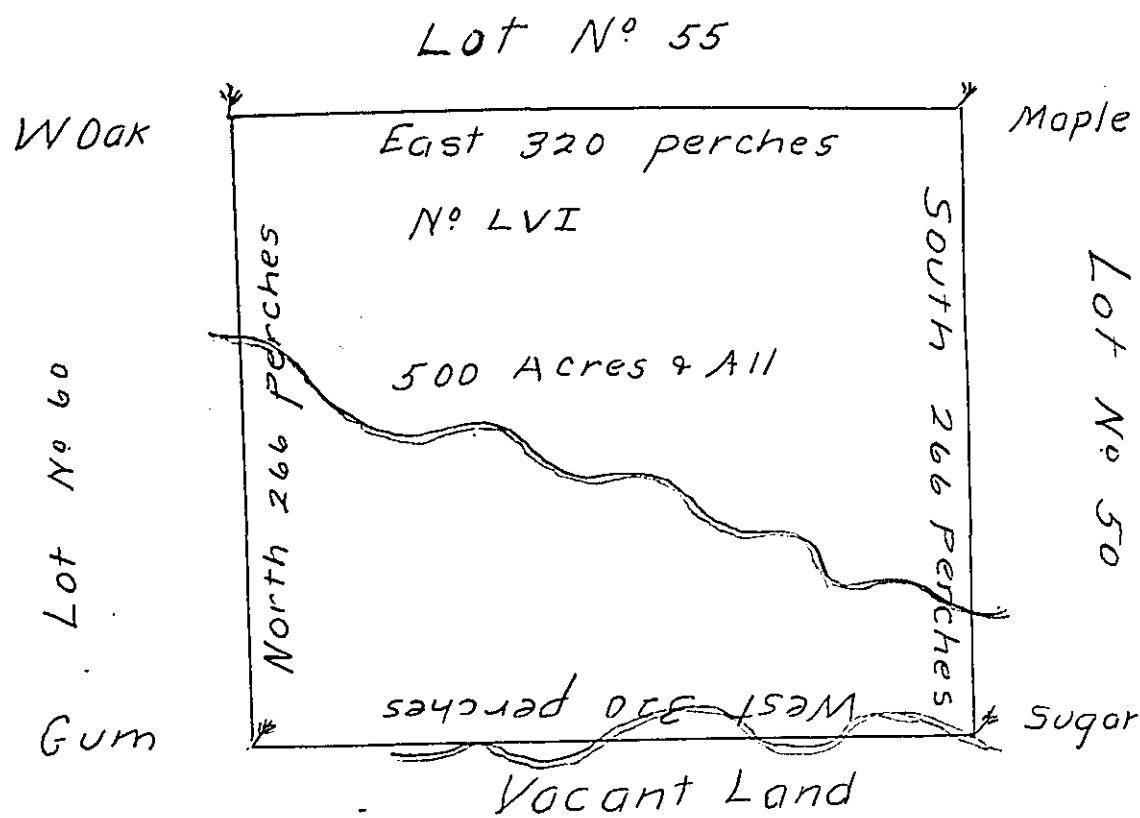 Lot Nº 55
W Oak
Maple
East 320 perches
Nº LVI
North 266 perches
South 266 Perches
500 Acres & All
Lot Nº 60
Lot Nº 50
West 320 perches
Gum
Sugar
Vacant Land